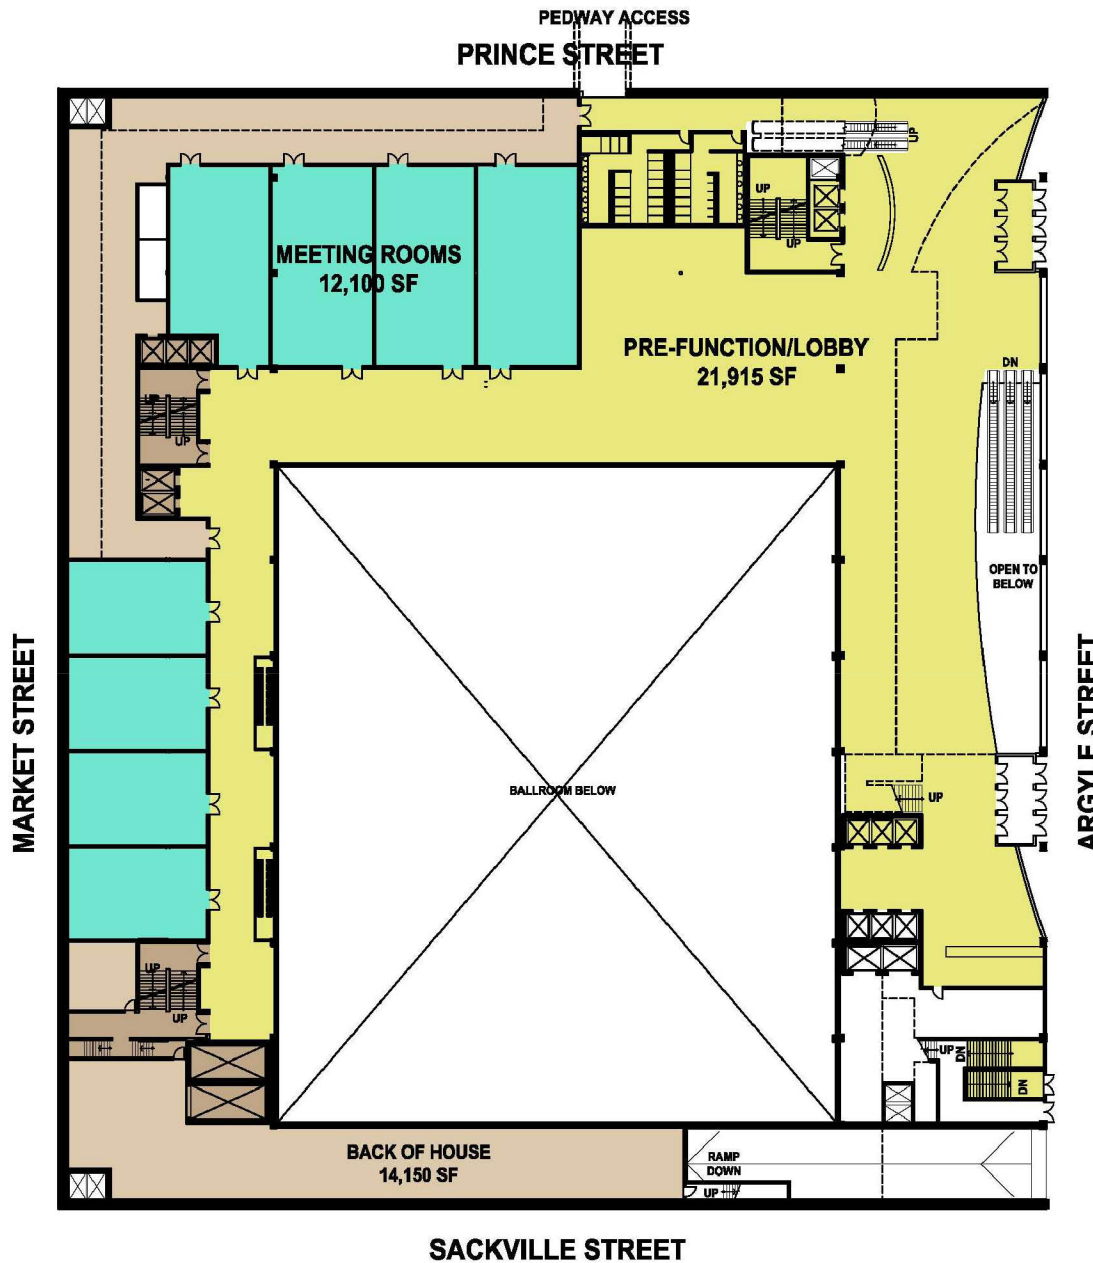 PEDWAY ACCESS
PRINCE STREET
UP
UP
UP
MEETING ROOMS
12,100 SF
PRE-FUNCTION/LOBBY
21,915 SF
DN
UP
UP
OPEN TO
BELOW
MARKET STREET
ARGYLE STREET
BALLROOM BELOW
UP
UP
UP
UP
DN
DN
BACK OF HOUSE
14,150 SF
RAMP
DOWN
UP
SACKVILLE STREET